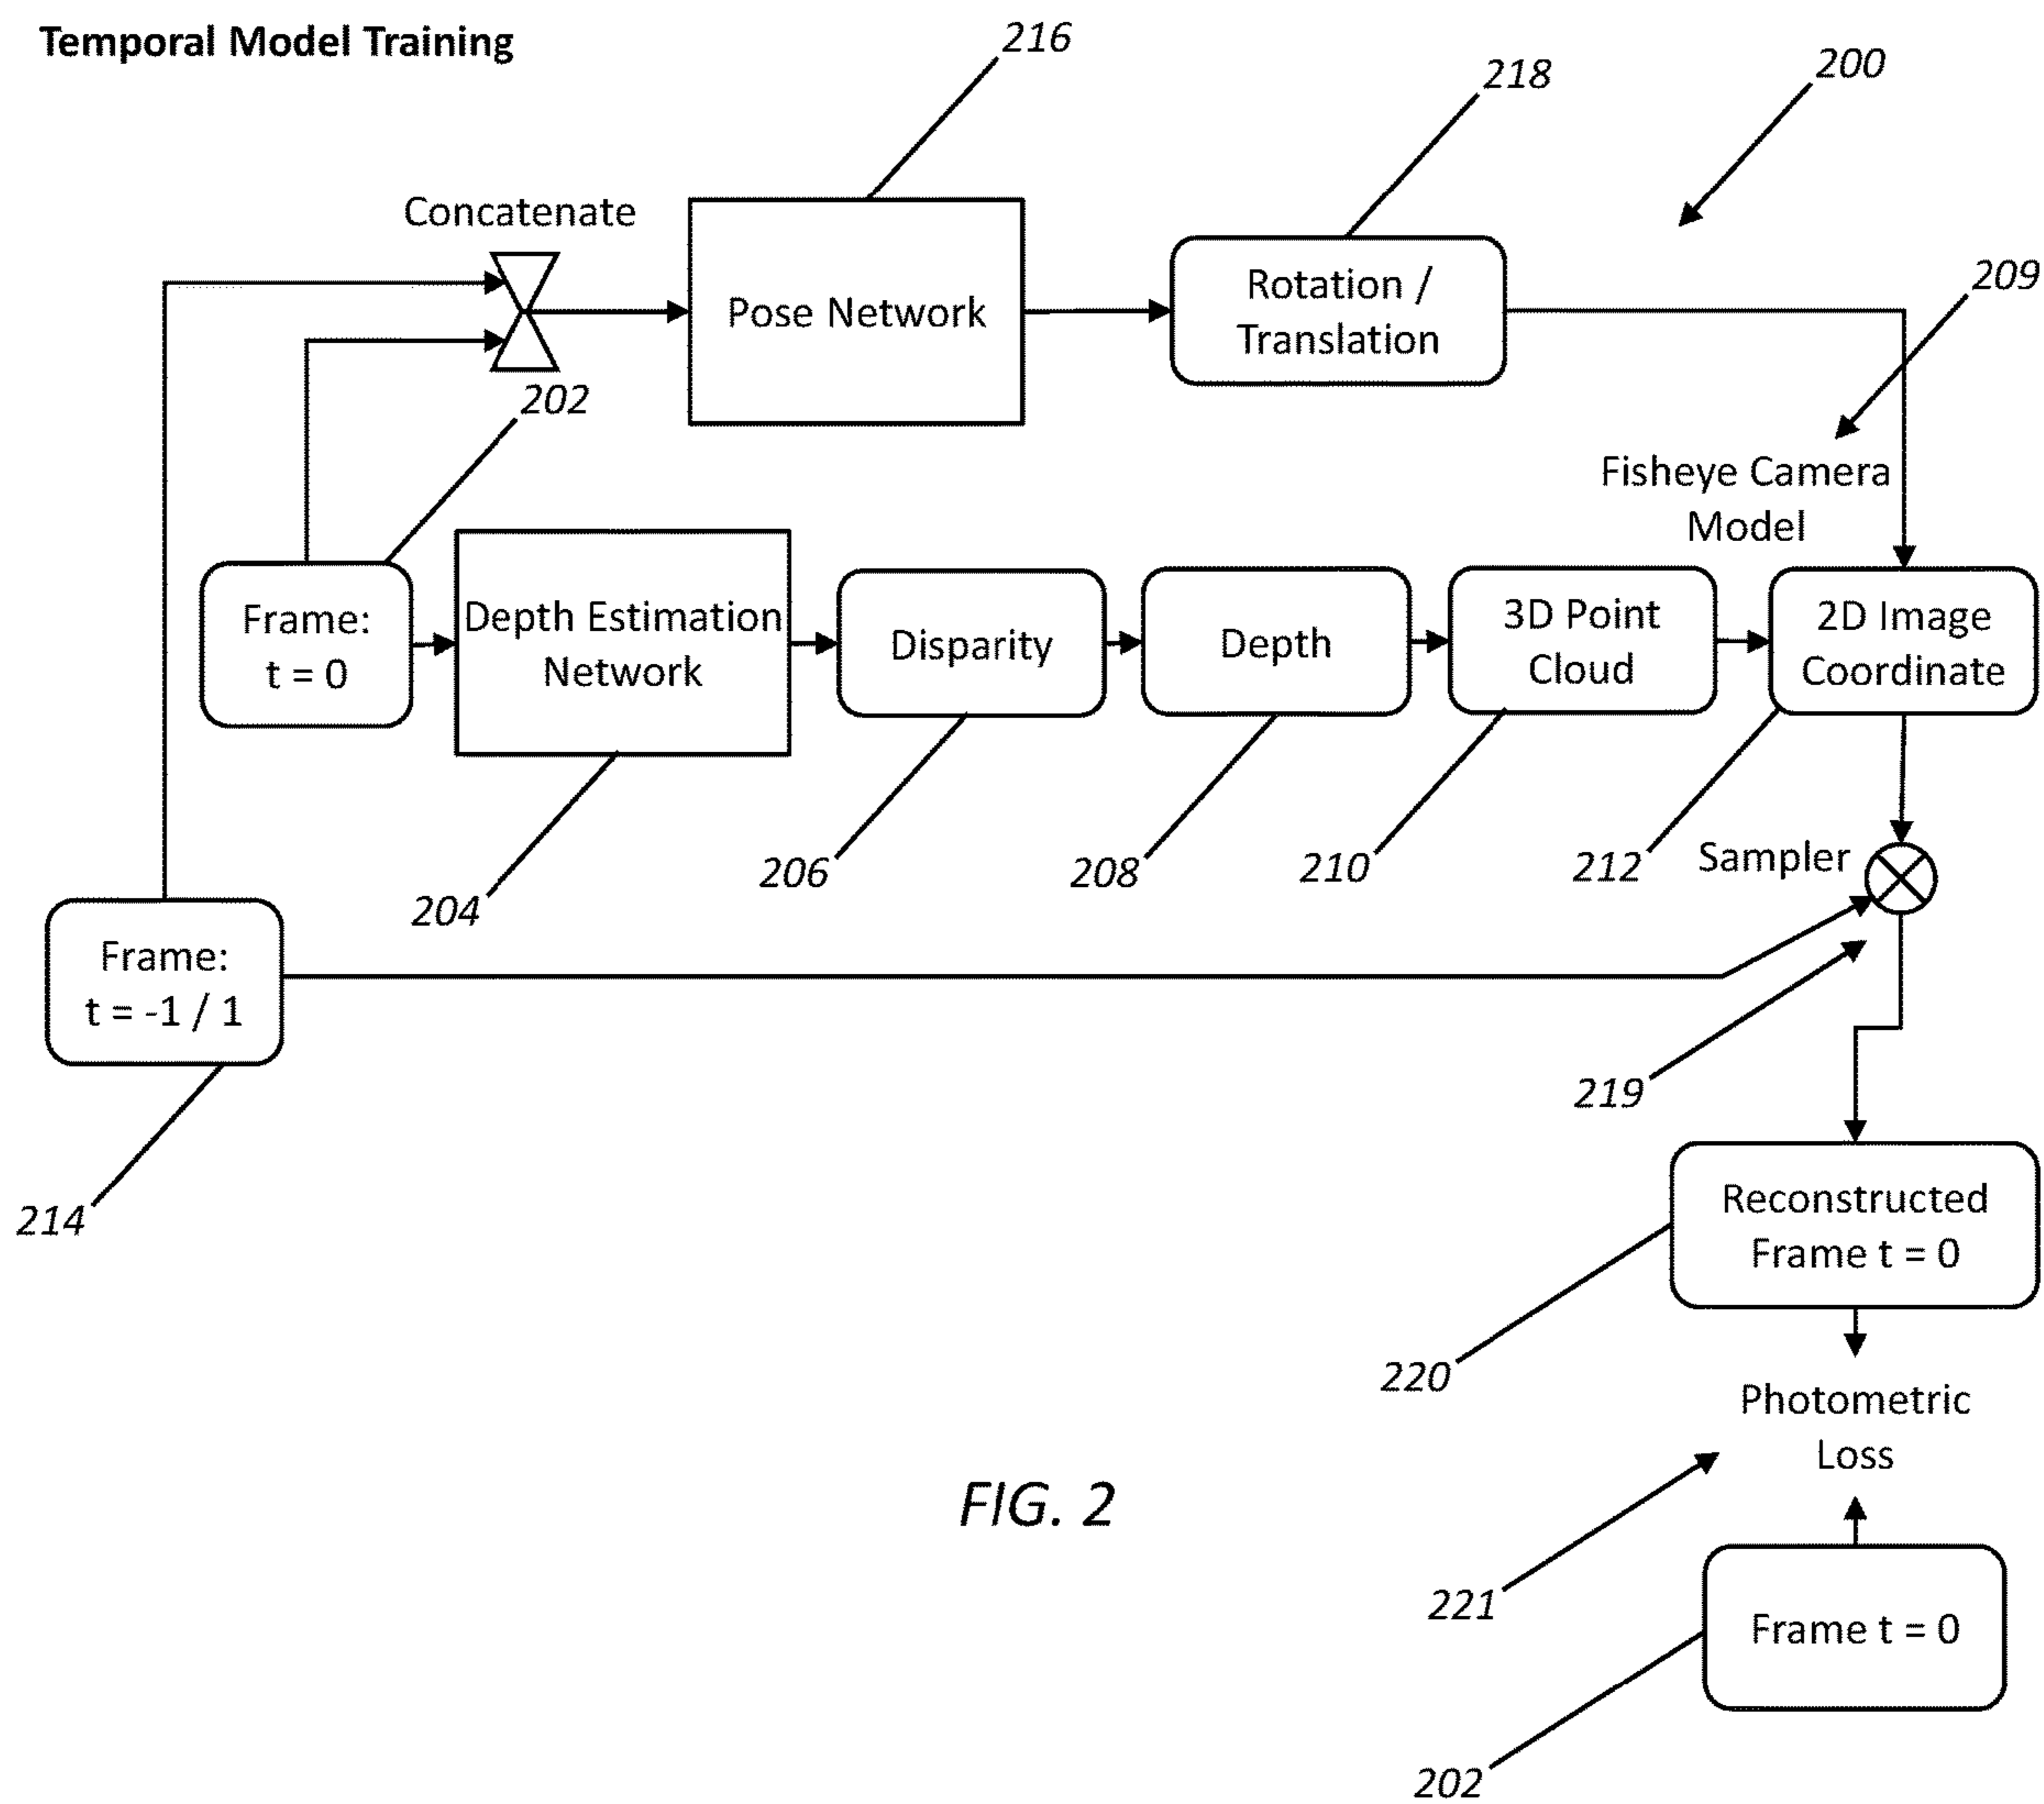 Temporal Model Training
216
218
200
Concatenate
209
Pose Network
Rotation /
Translation
202
Fisheye Camera
Model
Frame:
t = 0
Depth Estimation
Network
Disparity
Depth
3D Point
Cloud
2D Image
Coordinate
204
206
208
210
212
Sampler
Frame:
t = -1 / 1
219
214
Reconstructed
Frame t = 0
220
Photometric
Loss
FIG. 2
221
Frame t = 0
202